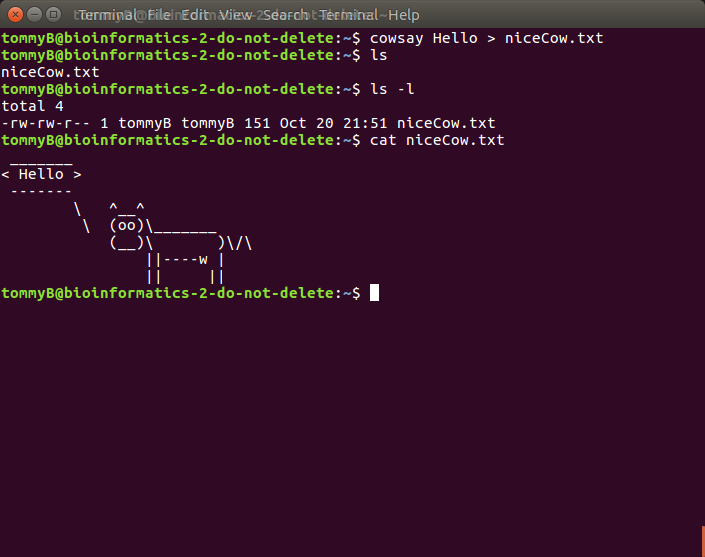 Terminal File Edit View Search Terminal Help
tommyB@bioinformatics-2-do-not-delete:~$ cowsay Hello > niceCow.txt
tommyB@bioinformatics-2-do-not-delete:~$ ls
niceCow.txt
tommyB@bioinformatics-2-do-not-delete:~$ ls -l
total 4
-rw-rw-r-- 1 tommyB tommyB 151 Oct 20 21:51 niceCow.txt
tommyB@bioinformatics-2-do-not-delete:~$ cat niceCow.txt
 _______
< Hello >
 -------
        \   ^__^
         \  (oo)\_______
            (__)\       )\/\
                ||----w |
                ||     ||
tommyB@bioinformatics-2-do-not-delete:~$